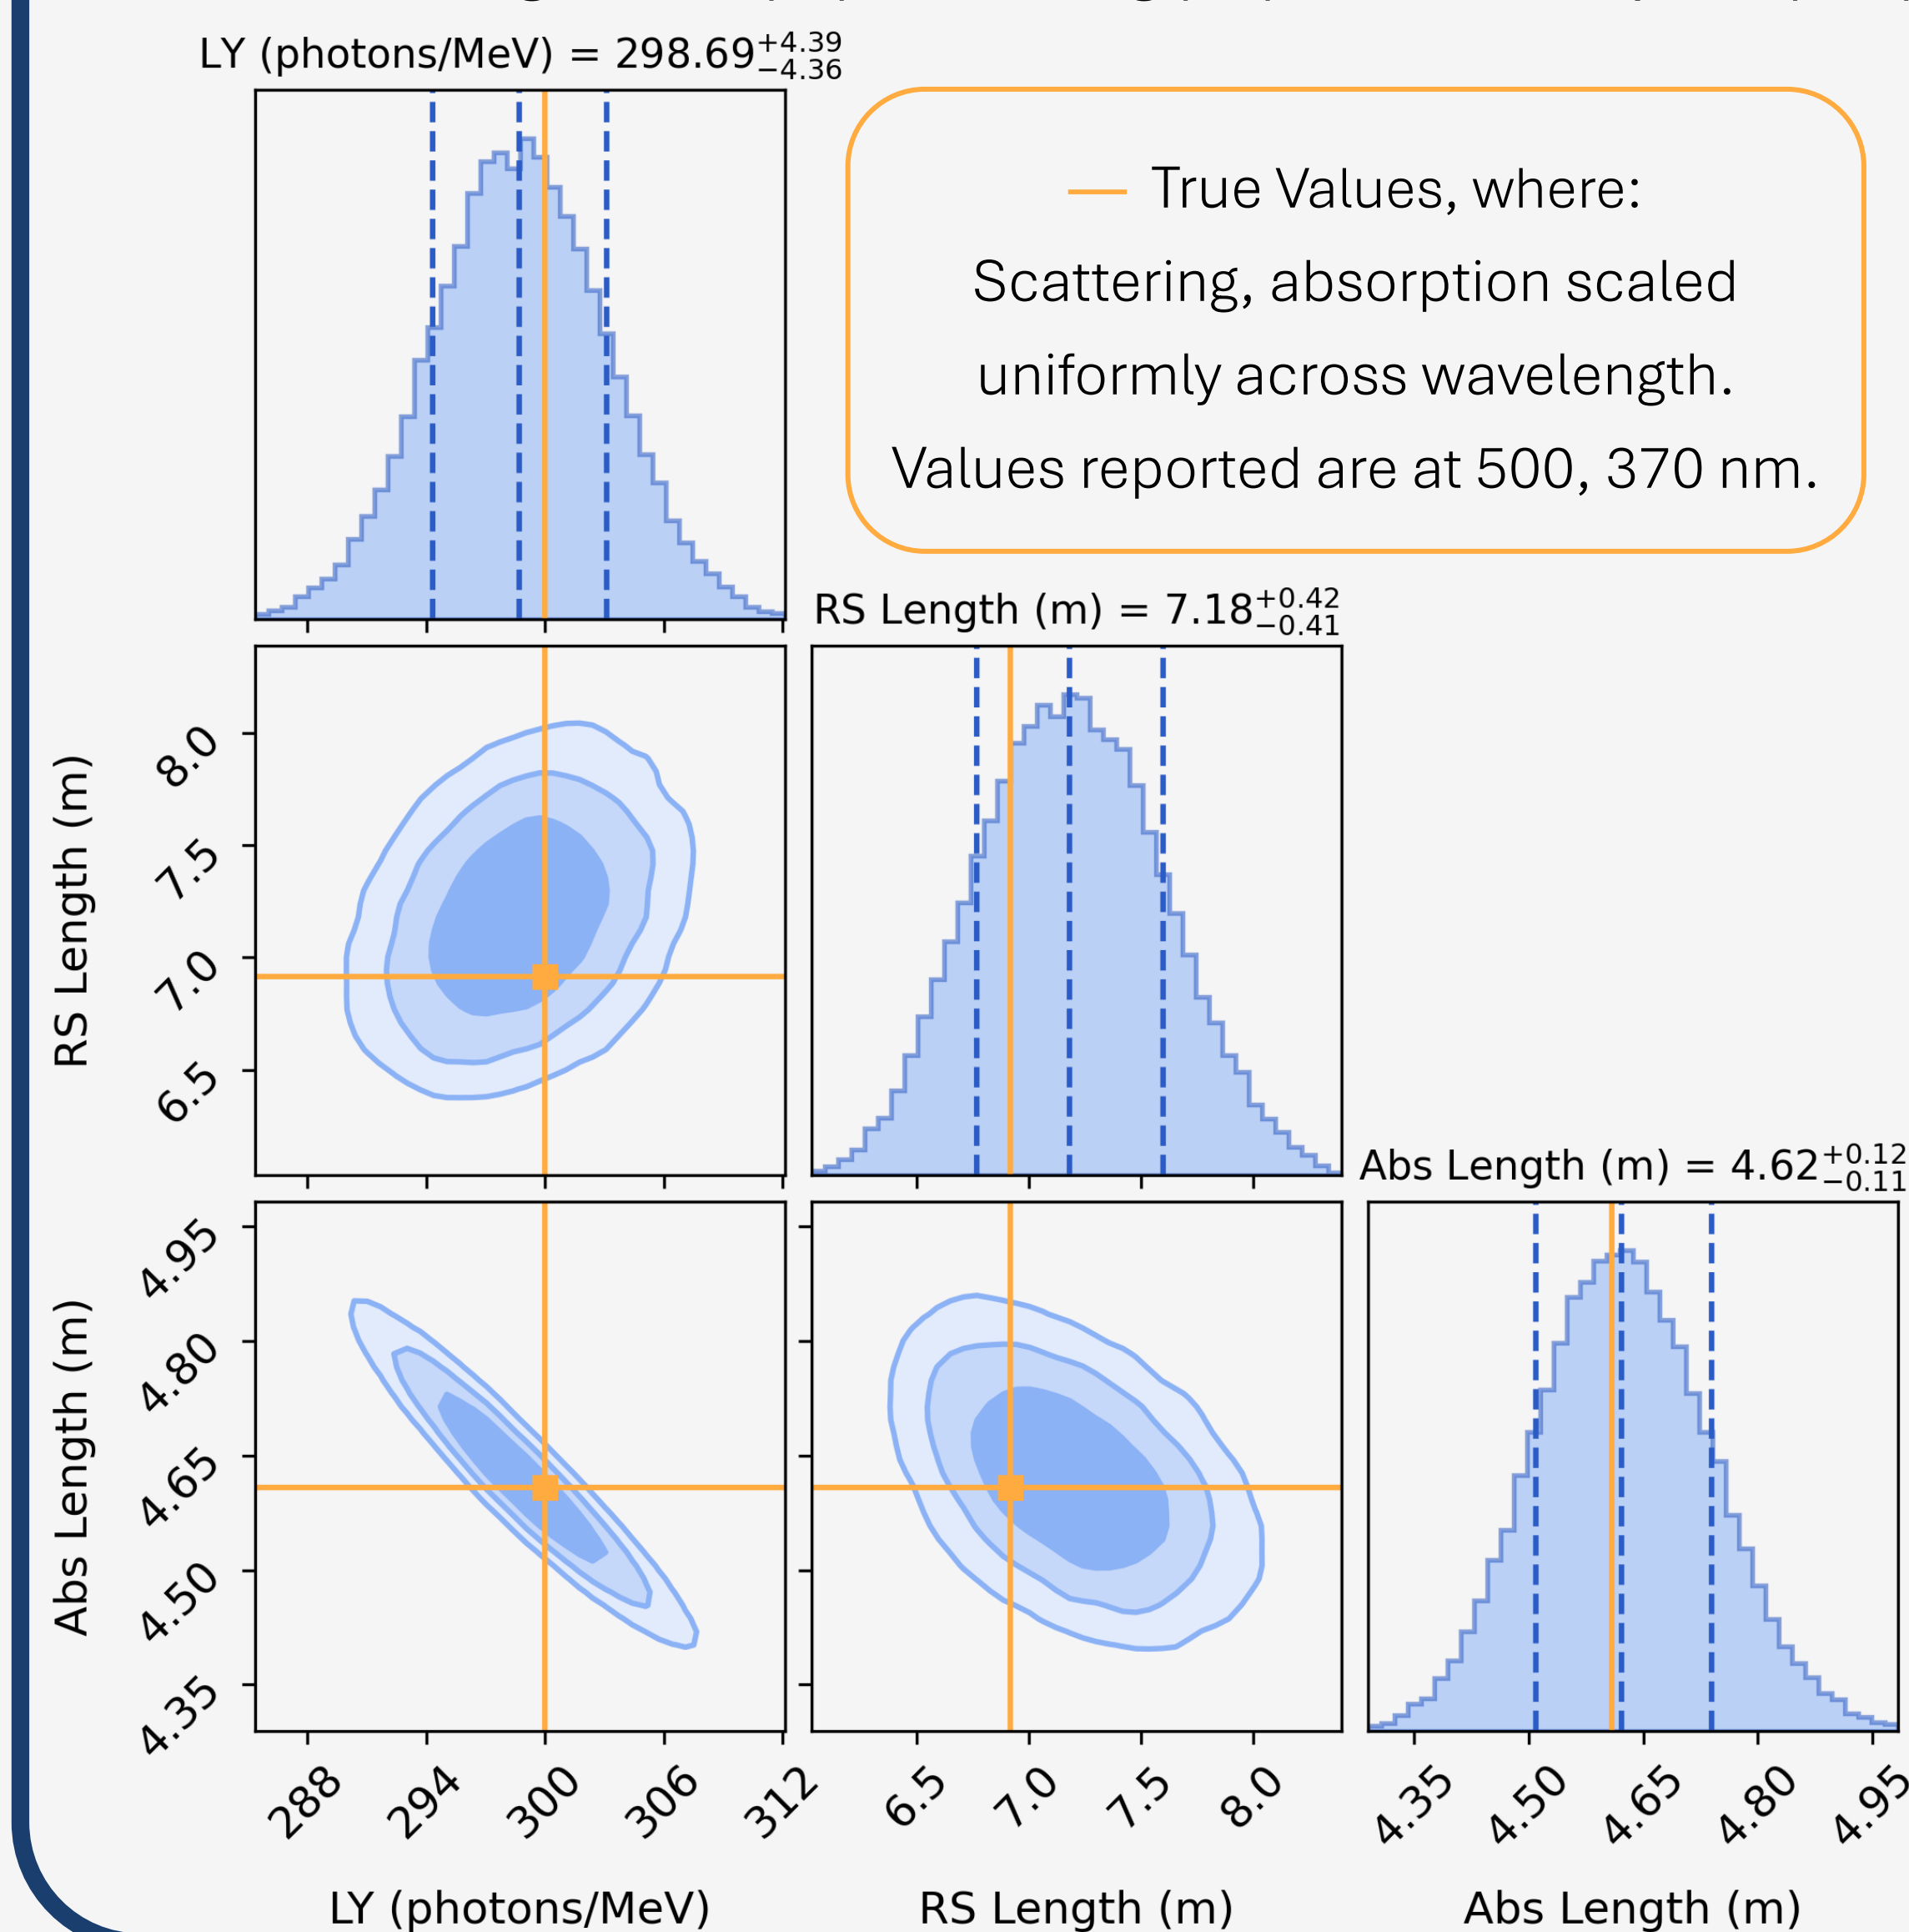 LY (photons/MeV) = 298.69 +4.39 −4.36
True Values, where:
Scattering, absorption scaled
uniformly across wavelength.
Values reported are at 500, 370 nm.
RS Length (m) = 7.18 +0.42 −0.41
RS Length (m)
8.0
7.5
7.0
6.5
Abs Length (m) = 4.62 +0.12 −0.11
Abs Length (m)
4.95
4.80
4.65
4.50
4.35
288 294 300 306 312 6.5 7.0 7.5 8.0 4.35 4.50 4.65 4.80 4.95
LY (photons/MeV) RS Length (m) Abs Length (m)